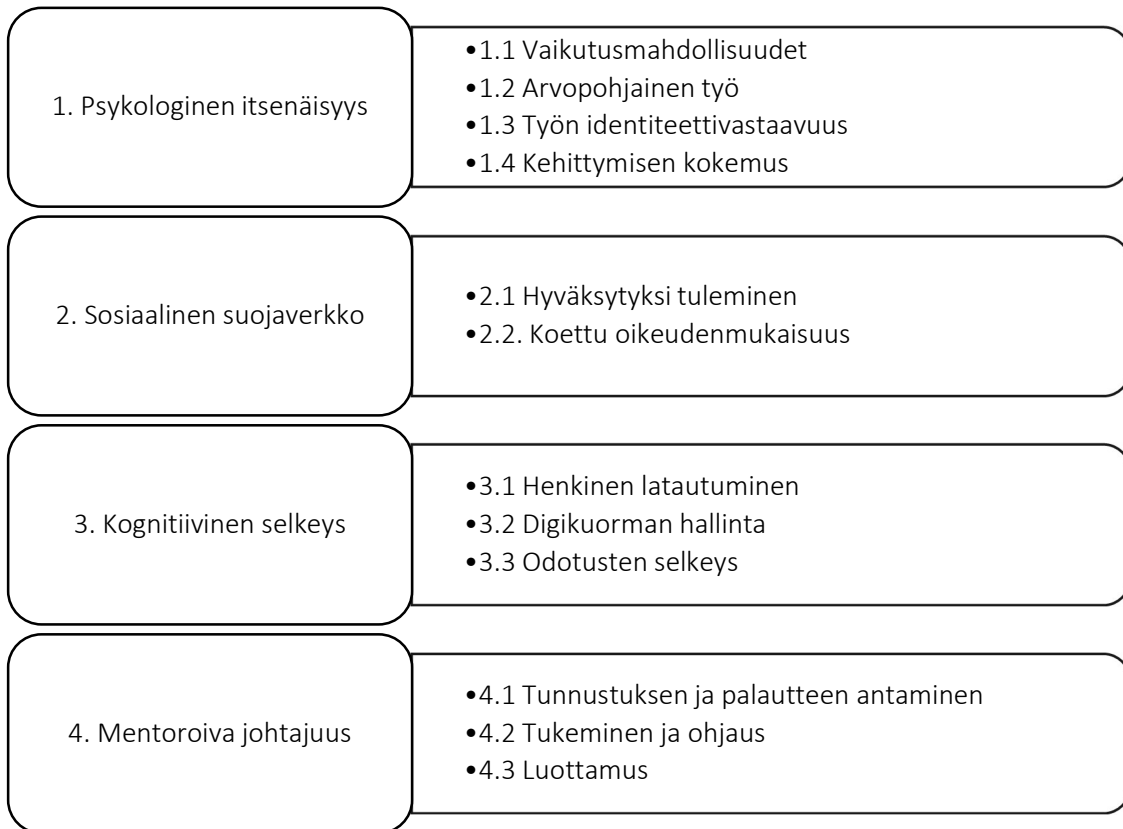 1. Psykologinen itsenäisyys
•1.1 Vaikutusmahdollisuudet
•1.2 Arvopohjainen työ
•1.3 Työn identiteettivastaavuus
•1.4 Kehittymisen kokemus
2. Sosiaalinen suojaverkko
•2.1 Hyväksytyksi tuleminen
•2.2. Koettu oikeudenmukaisuus
3. Kognitiivinen selkeys
•3.1 Henkinen latautuminen
•3.2 Digikuorman hallinta
•3.3 Odotusten selkeys
4. Mentoroiva johtajuus
•4.1 Tunnustuksen ja palautteen antaminen
•4.2 Tukeminen ja ohjaus
•4.3 Luottamus